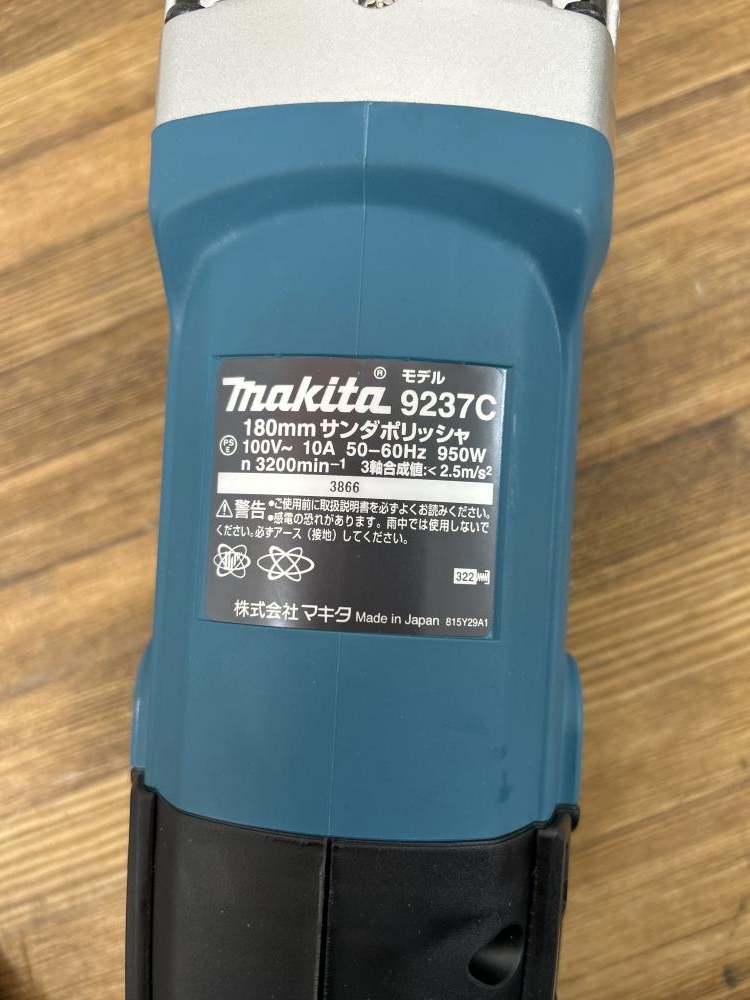 makita® モデル 9237C
180mm サンダポリッシャ
PSE 100V~ 10A 50-60Hz 950W
n 3200min-1 3軸合成値:< 2.5m/s2
3866
警告 •ご使用前に取扱説明書を必ずよくお読みください。
•感電の恐れがあります。雨中では使用しないで
ください。必ずアース(接地)してください。
322
株式会社 マキタ Made in Japan 815Y29A1